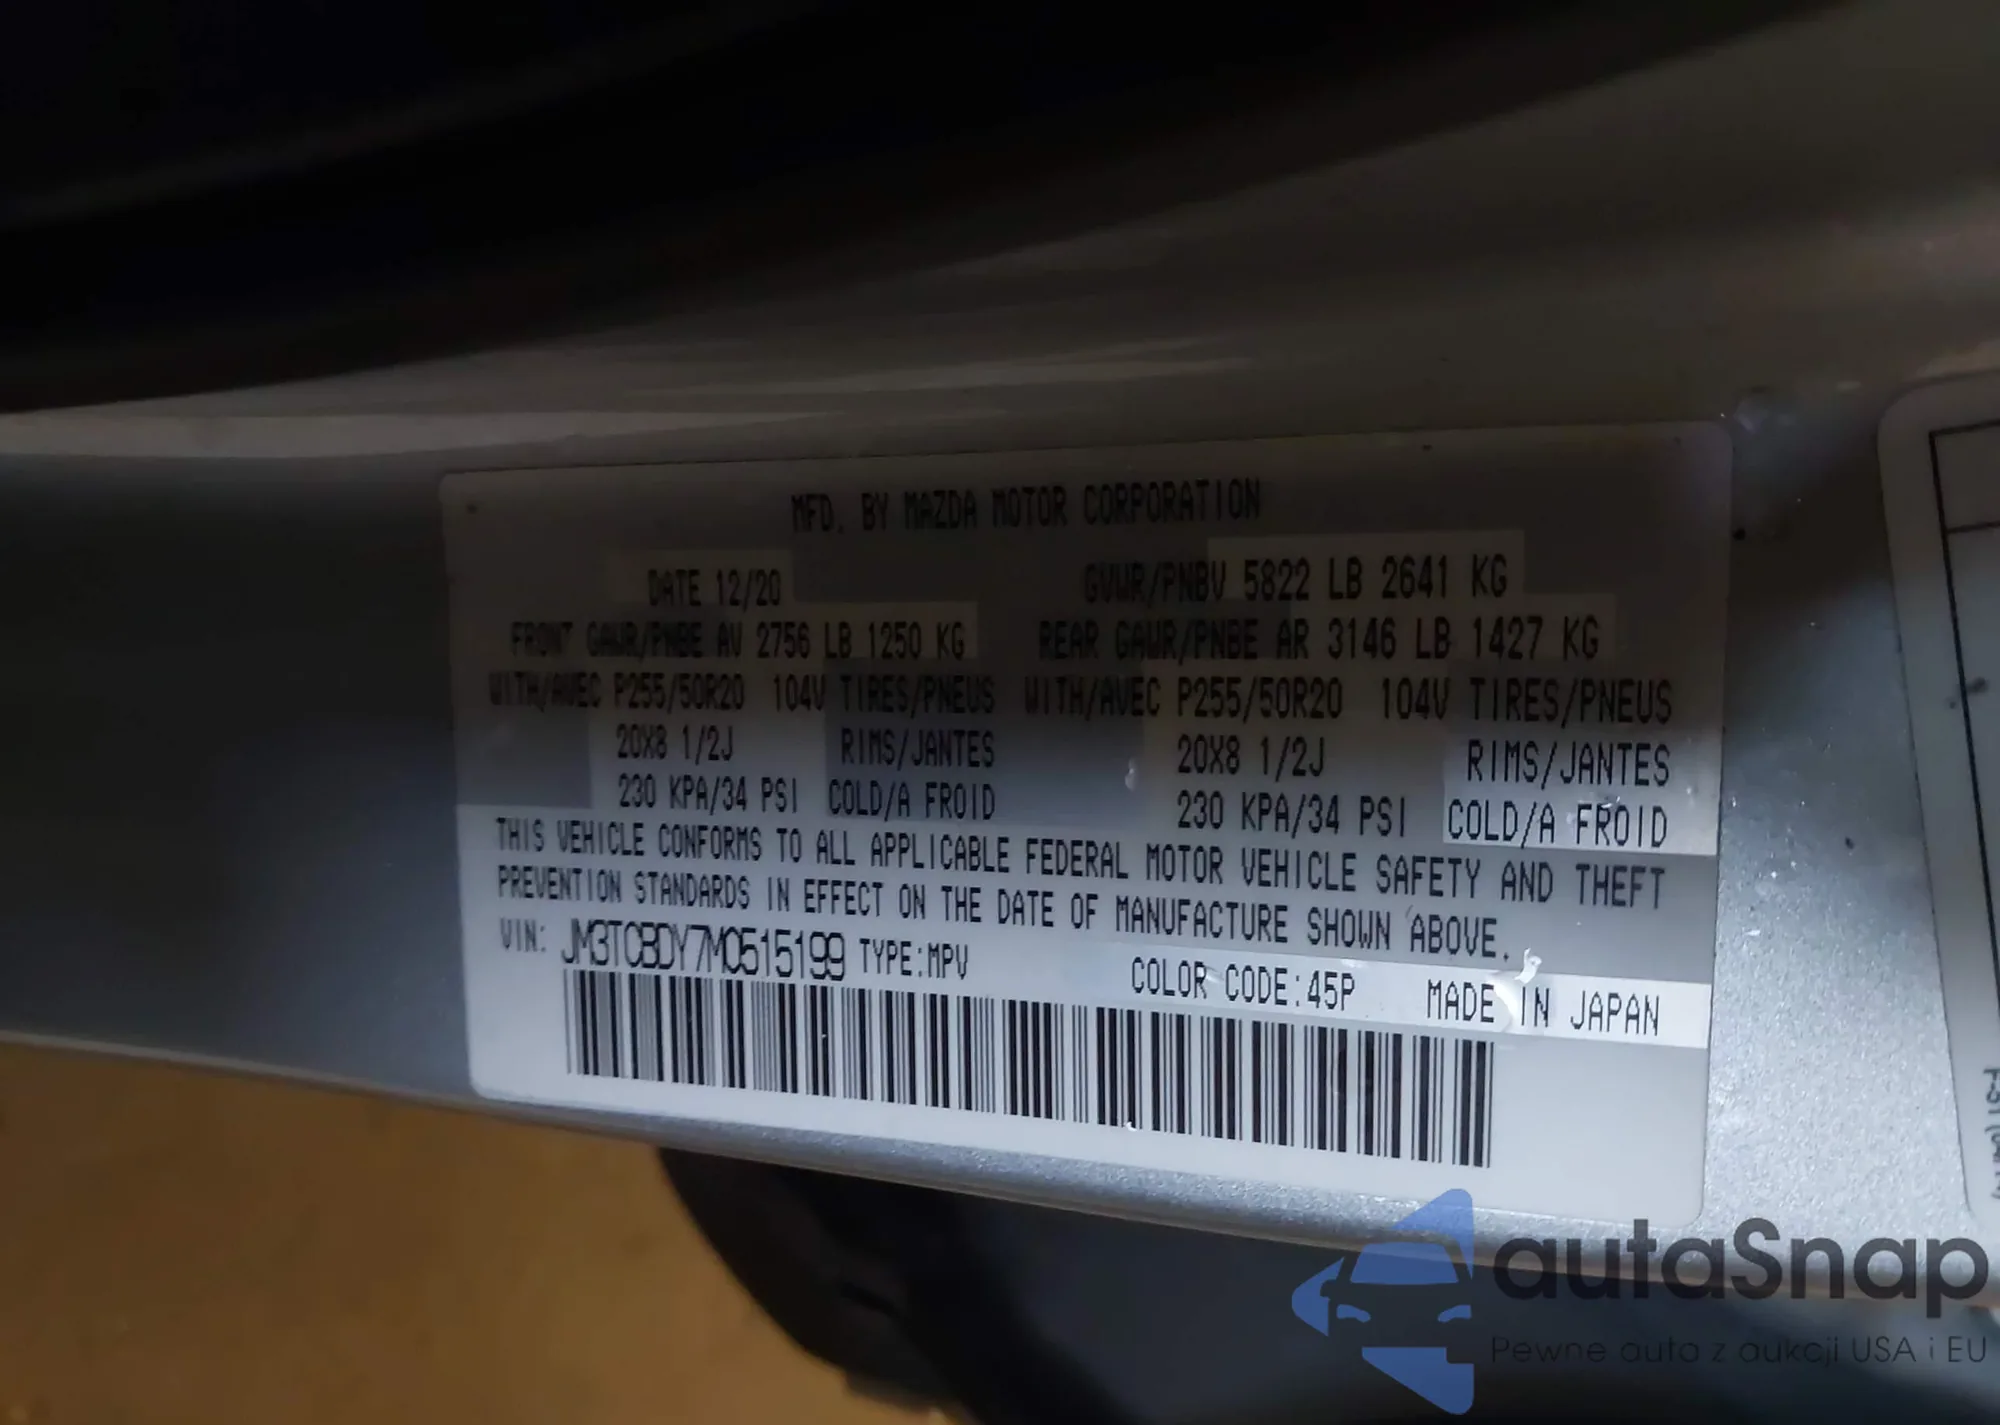 MFD. BY MAZDA MOTOR CORPORATION
DATE 12/20 GVWR/PNBV 5822 LB 2641 KG
FRONT GAWR/PNBE AV 2756 LB 1250 KG REAR GAWR/PNBE AR 3146 LB 1427 KG
WITH/AVEC P255/50R20 104V TIRES/PNEUS WITH/AVEC P255/50R20 104V TIRES/PNEUS
20X8 1/2J RIMS/JANTES 20X8 1/2J RIMS/JANTES
230 KPA/34 PSI COLD/A FROID 230 KPA/34 PSI COLD/A FROID
THIS VEHICLE CONFORMS TO ALL APPLICABLE FEDERAL MOTOR VEHICLE SAFETY AND THEFT
PREVENTION STANDARDS IN EFFECT ON THE DATE OF MANUFACTURE SHOWN ABOVE.
VIN: JM3TCBDY7M0515199 TYPE:MPV COLOR CODE:45P MADE IN JAPAN
autaSnap
Pewne auta z aukcji USA i EU